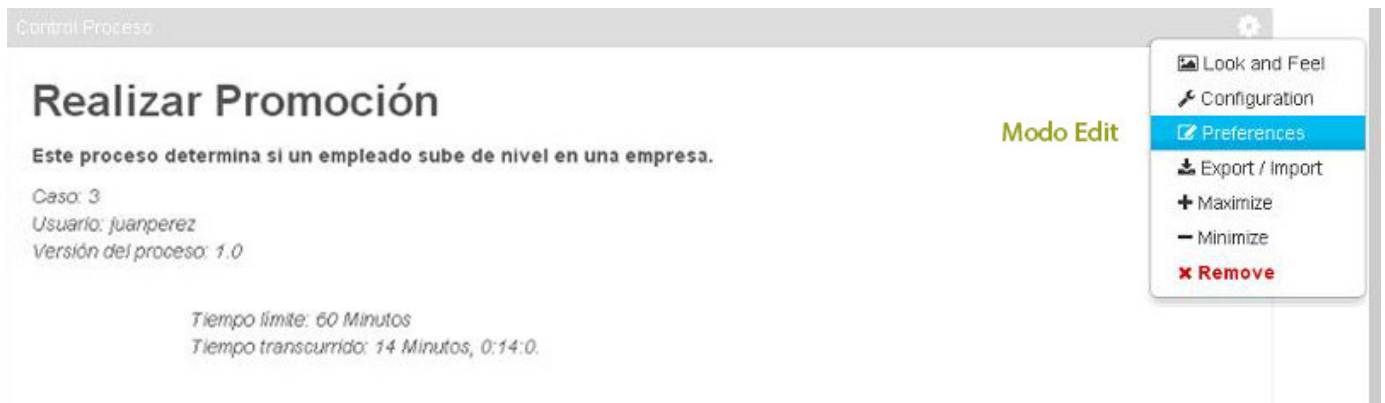 Control Proceso
Realizar Promoción
Este proceso determina si un empleado sube de nivel en una empresa.
Caso: 3
Usuario: juanperez
Versión del proceso: 1.0
Tiempo límite: 60 Minutos
Tiempo transcurrido: 14 Minutos, 0:14:0.
Modo Edit
Look and Feel
Configuration
Preferences
Export / Import
Maximize
Minimize
Remove